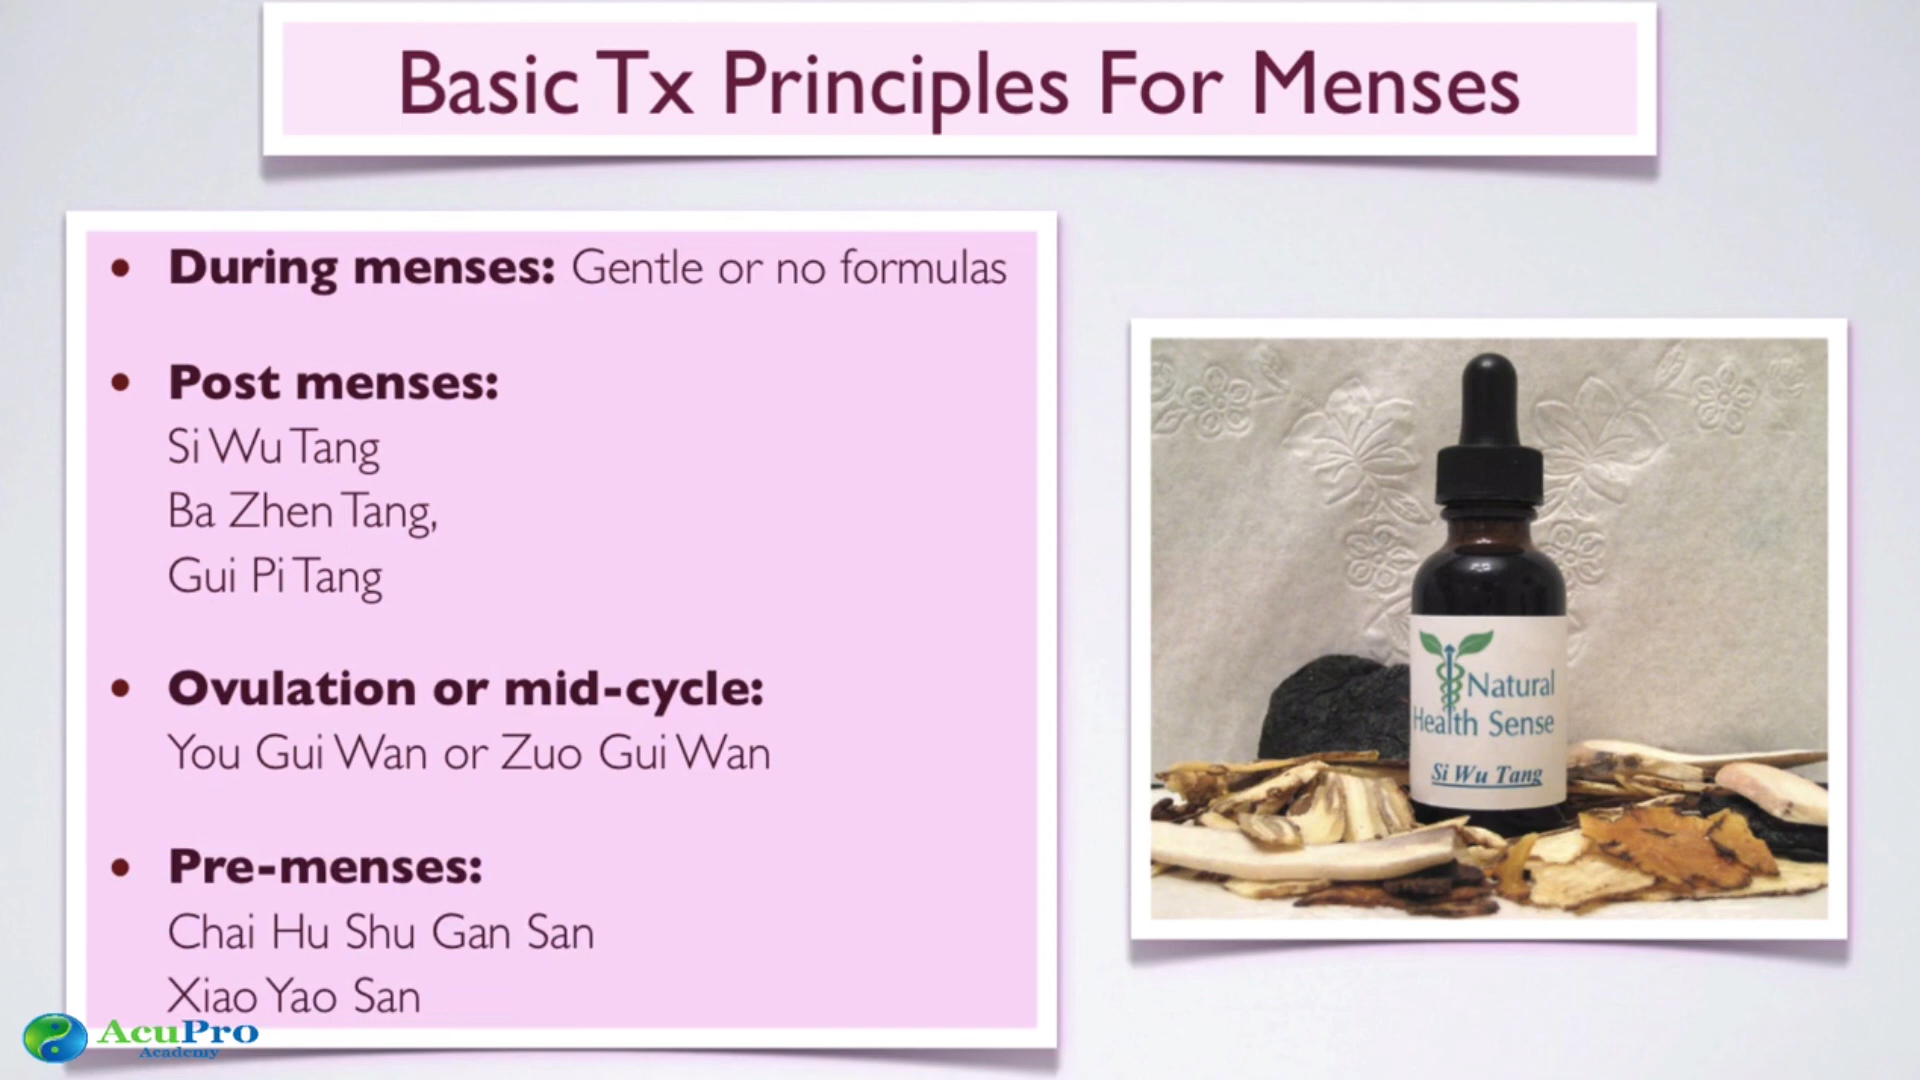 Basic Tx Principles For Menses
• During menses: Gentle or no formulas
• Post menses:
Si Wu Tang
Ba Zhen Tang,
Gui Pi Tang
• Ovulation or mid-cycle:
You Gui Wan or Zuo Gui Wan
• Pre-menses:
Chai Hu Shu Gan San
Xiao Yao San
Natural
Health Sense
Si Wu Tang
AcuPro
Academy